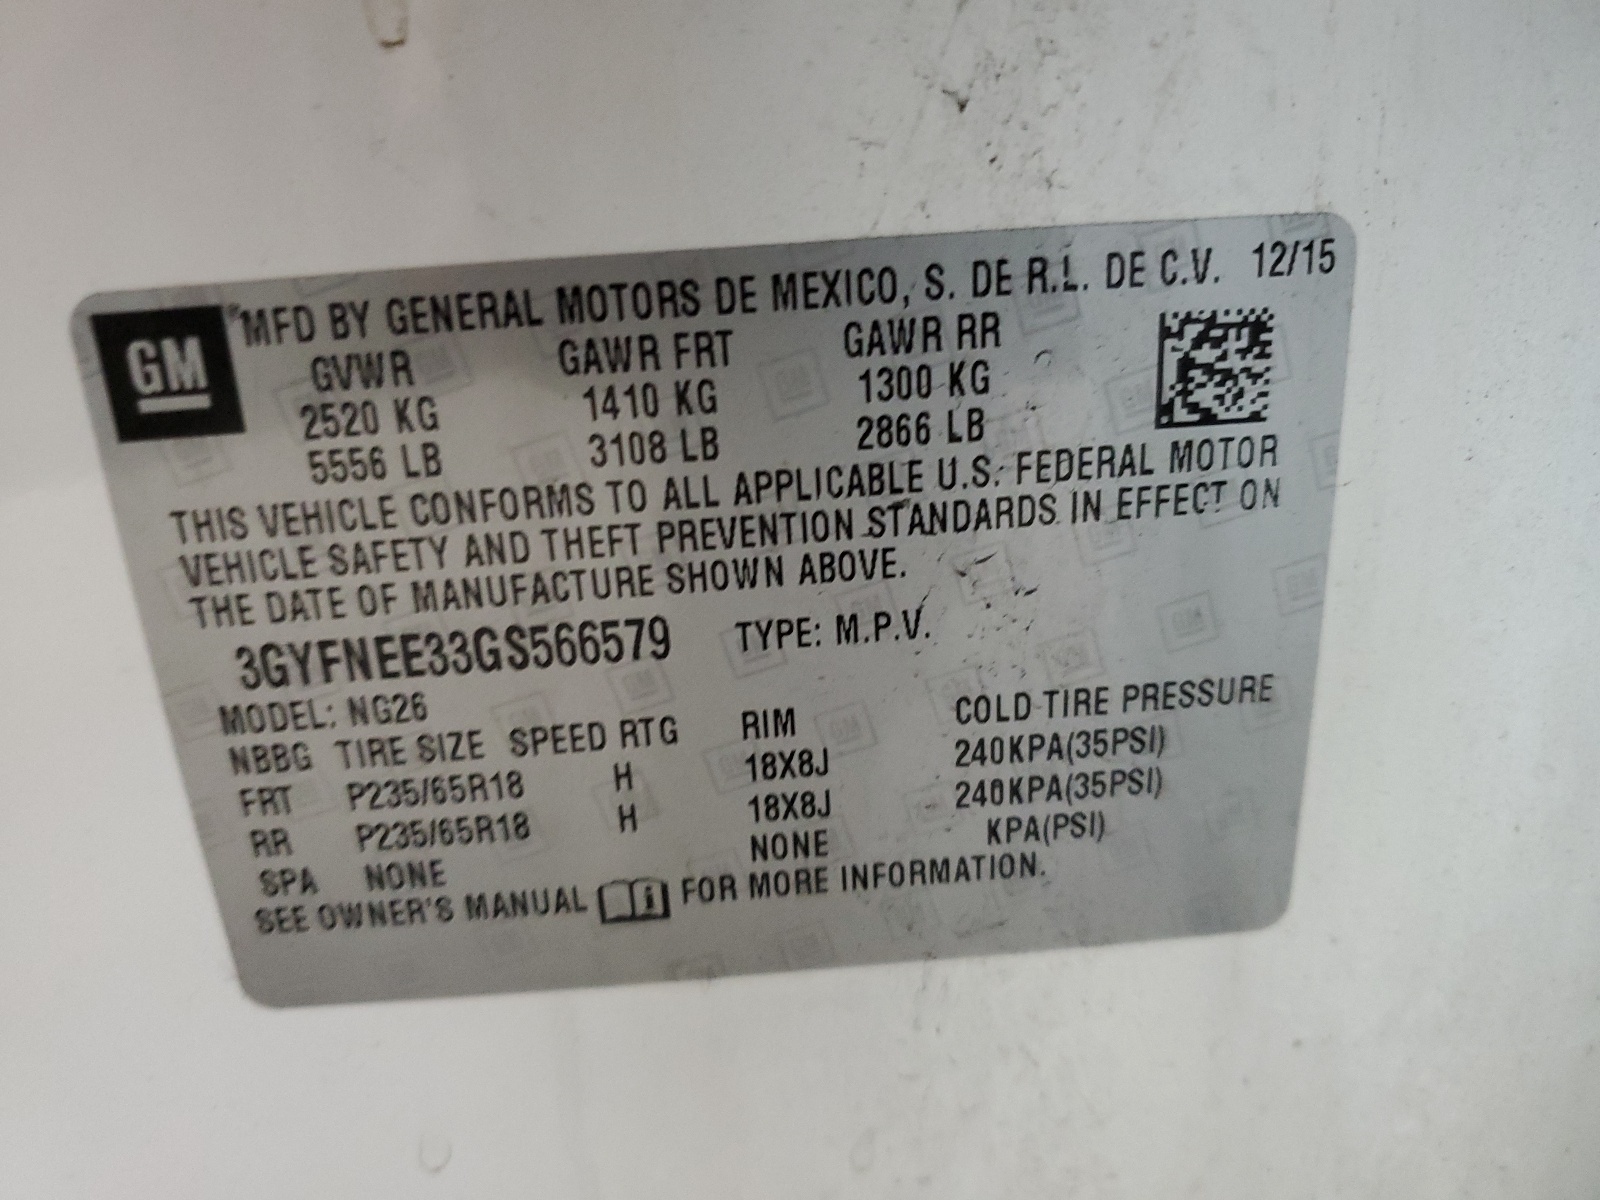 GM
MFD BY GENERAL MOTORS DE MEXICO, S. DE R.L. DE C.V. 12/15
GVWR GAWR FRT GAWR RR
2520 KG 1410 KG 1300 KG
5556 LB 3108 LB 2866 LB
THIS VEHICLE CONFORMS TO ALL APPLICABLE U.S. FEDERAL MOTOR
VEHICLE SAFETY AND THEFT PREVENTION STANDARDS IN EFFECT ON
THE DATE OF MANUFACTURE SHOWN ABOVE.
3GYFNEE33GS566579 TYPE: M.P.V.
MODEL: NG26
NBBG TIRE SIZE SPEED RTG RIM COLD TIRE PRESSURE
FRT P235/65R18 H 18X8J 240KPA(35PSI)
RR P235/65R18 H 18X8J 240KPA(35PSI)
SPA NONE NONE KPA(PSI)
SEE OWNER'S MANUAL i FOR MORE INFORMATION.